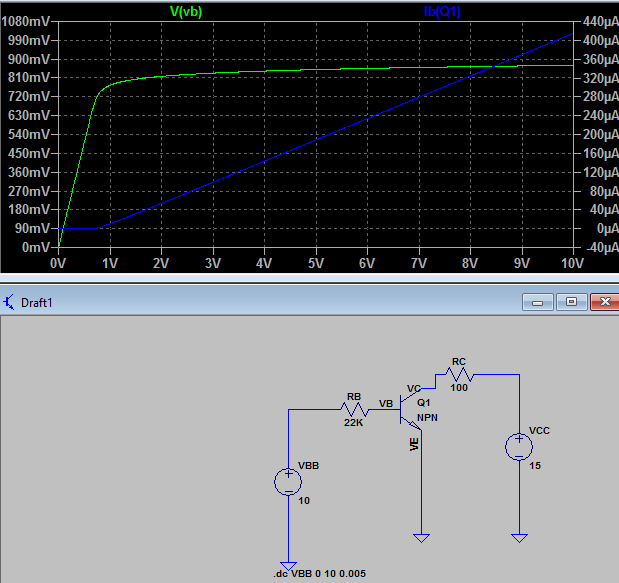 V(vb) Ib(Q1)
1080mV 440µA
990mV 400µA
900mV 360µA
810mV 320µA
720mV 280µA
630mV 240µA
540mV 200µA
450mV 160µA
360mV 120µA
270mV 80µA
180mV 40µA
90mV 0µA
0mV -40µA
0V 1V 2V 3V 4V 5V 6V 7V 8V 9V 10V
Draft1
RC
100
VC
RB
22K
VB
Q1
NPN
VE
VCC
15
VBB
10
.dc VBB 0 10 0.005